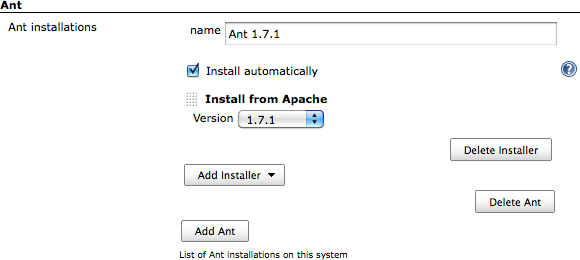 Ant
Ant installations
name Ant 1.7.1
Install automatically
?
Install from Apache
Version 1.7.1
Delete Installer
Add Installer
Delete Ant
Add Ant
List of Ant installations on this system